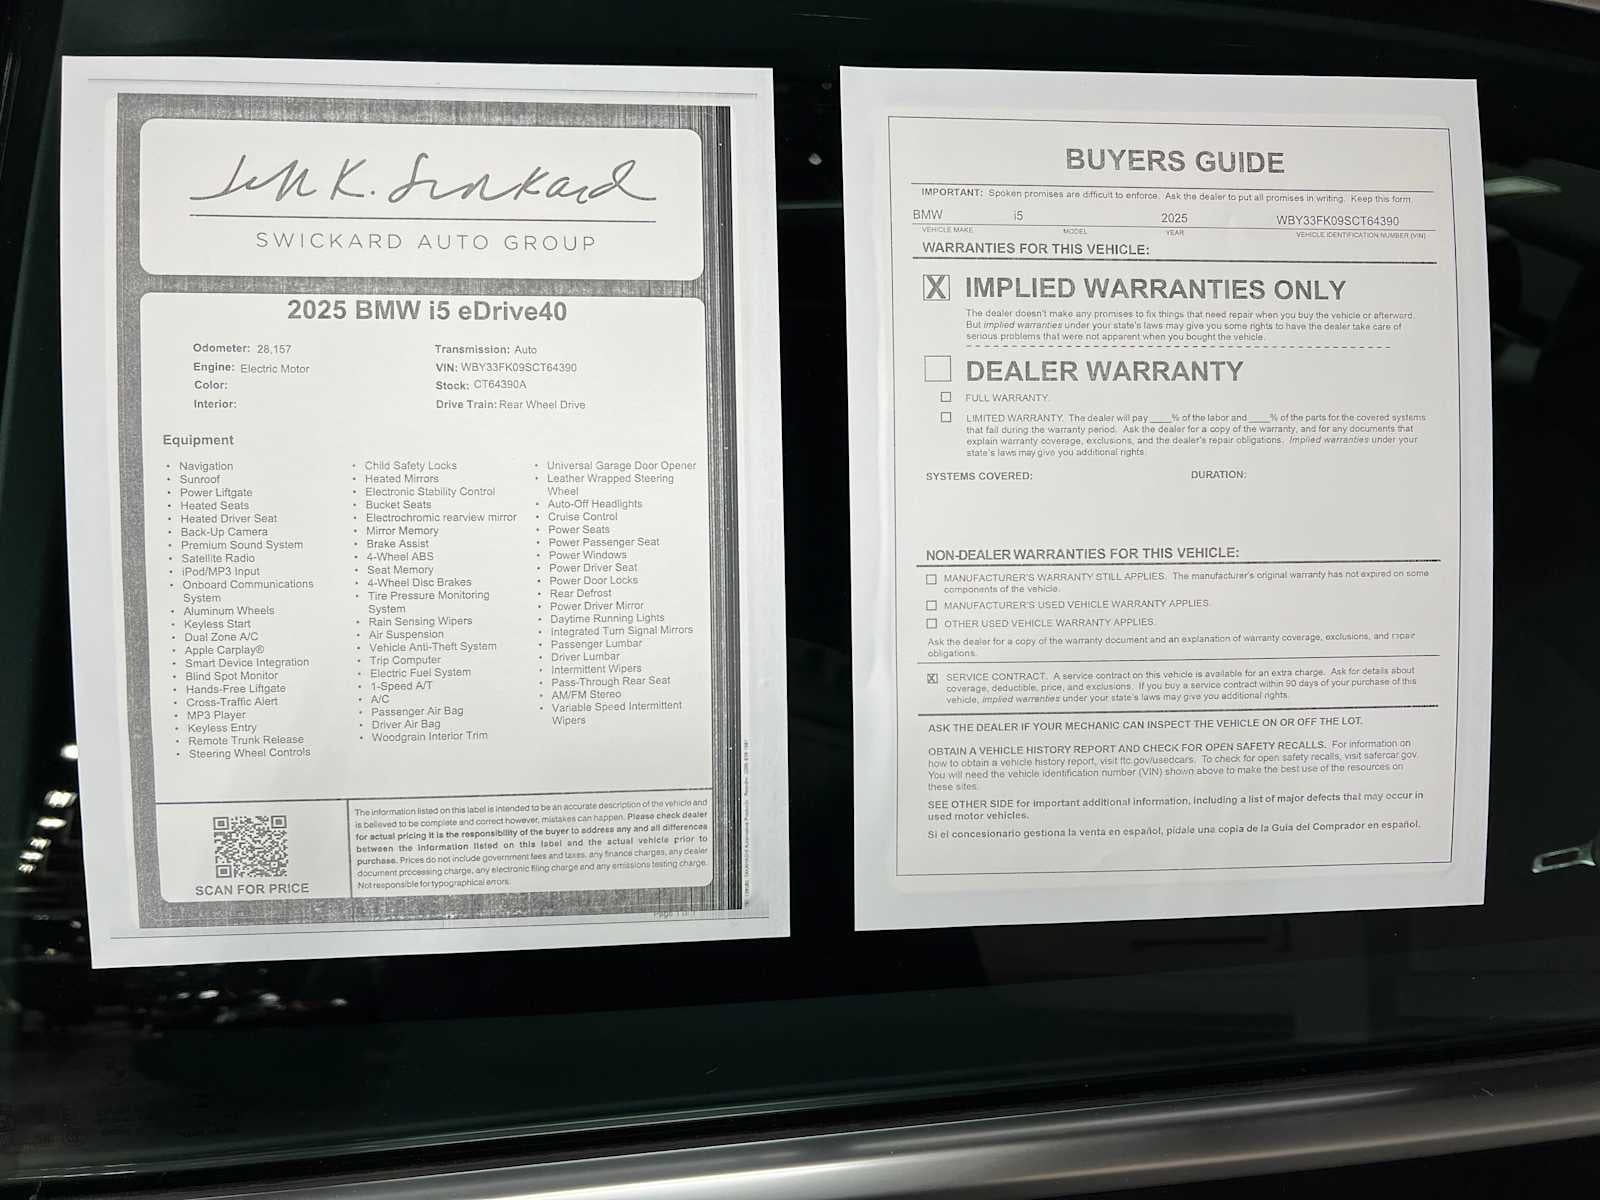 Jeff K. Swickard
SWICKARD AUTO GROUP
2025 BMW i5 eDrive40
Odometer: 28,157
Engine: Electric Motor
Color:
Interior:
Transmission: Auto
VIN: WBY33FK09SCT64390
Stock: CT64390A
Drive Train: Rear Wheel Drive
Equipment
• Navigation
• Sunroof
• Power Liftgate
• Heated Seats
• Heated Driver Seat
• Back-Up Camera
• Premium Sound System
• Satellite Radio
• iPod/MP3 Input
• Onboard Communications
System
• Aluminum Wheels
• Keyless Start
• Dual Zone A/C
• Apple Carplay®
• Smart Device Integration
• Blind Spot Monitor
• Hands-Free Liftgate
• Cross-Traffic Alert
• MP3 Player
• Keyless Entry
• Remote Trunk Release
• Steering Wheel Controls
• Child Safety Locks
• Heated Mirrors
• Electronic Stability Control
• Bucket Seats
• Electrochromic rearview mirror
• Mirror Memory
• Brake Assist
• 4-Wheel ABS
• Seat Memory
• 4-Wheel Disc Brakes
• Tire Pressure Monitoring
System
• Rain Sensing Wipers
• Air Suspension
• Vehicle Anti-Theft System
• Trip Computer
• Electric Fuel System
• 1-Speed A/T
• A/C
• Passenger Air Bag
• Driver Air Bag
• Woodgrain Interior Trim
• Universal Garage Door Opener
• Leather Wrapped Steering
Wheel
• Auto-Off Headlights
• Cruise Control
• Power Seats
• Power Passenger Seat
• Power Windows
• Power Driver Seat
• Power Door Locks
• Rear Defrost
• Power Driver Mirror
• Daytime Running Lights
• Integrated Turn Signal Mirrors
• Passenger Lumbar
• Driver Lumbar
• Intermittent Wipers
• Pass-Through Rear Seat
• AM/FM Stereo
• Variable Speed Intermittent
Wipers
SCAN FOR PRICE
The information listed on this label is intended to be an accurate description of the vehicle and
is believed to be complete and correct however, mistakes can happen. Please check dealer
for actual pricing it is the responsibility of the buyer to address any and all differences
between the information listed on this label and the actual vehicle prior to
purchase. Prices do not include government fees and taxes, any finance charges, any dealer
document processing charge, any electronic filing charge and any emissions testing charge.
Not responsible for typographical errors.
Page 1 of 1
BUYERS GUIDE
IMPORTANT: Spoken promises are difficult to enforce. Ask the dealer to put all promises in writing. Keep this form.
BMW i5 2025 WBY33FK09SCT64390
VEHICLE MAKE MODEL YEAR VEHICLE IDENTIFICATION NUMBER (VIN)
WARRANTIES FOR THIS VEHICLE:
X IMPLIED WARRANTIES ONLY
The dealer doesn't make any promises to fix things that need repair when you buy the vehicle or afterward.
But implied warranties under your state's laws may give you some rights to have the dealer take care of
serious problems that were not apparent when you bought the vehicle.
DEALER WARRANTY
FULL WARRANTY.
LIMITED WARRANTY. The dealer will pay ____% of the labor and ____% of the parts for the covered systems
that fail during the warranty period. Ask the dealer for a copy of the warranty, and for any documents that
explain warranty coverage, exclusions, and the dealer's repair obligations. Implied warranties under your
state's laws may give you additional rights.
SYSTEMS COVERED: DURATION:
NON-DEALER WARRANTIES FOR THIS VEHICLE:
MANUFACTURER'S WARRANTY STILL APPLIES. The manufacturer's original warranty has not expired on some
components of the vehicle.
MANUFACTURER'S USED VEHICLE WARRANTY APPLIES.
OTHER USED VEHICLE WARRANTY APPLIES.
Ask the dealer for a copy of the warranty document and an explanation of warranty coverage, exclusions, and repair
obligations.
X SERVICE CONTRACT. A service contract on this vehicle is available for an extra charge. Ask for details about
coverage, deductible, price, and exclusions. If you buy a service contract within 90 days of your purchase of this
vehicle, implied warranties under your state's laws may give you additional rights.
ASK THE DEALER IF YOUR MECHANIC CAN INSPECT THE VEHICLE ON OR OFF THE LOT.
OBTAIN A VEHICLE HISTORY REPORT AND CHECK FOR OPEN SAFETY RECALLS. For information on
how to obtain a vehicle history report, visit ftc.gov/usedcars. To check for open safety recalls, visit safercar.gov.
You will need the vehicle identification number (VIN) shown above to make the best use of the resources on
these sites.
SEE OTHER SIDE for important additional information, including a list of major defects that may occur in
used motor vehicles.
Si el concesionario gestiona la venta en español, pídale una copia de la Guía del Comprador en español.